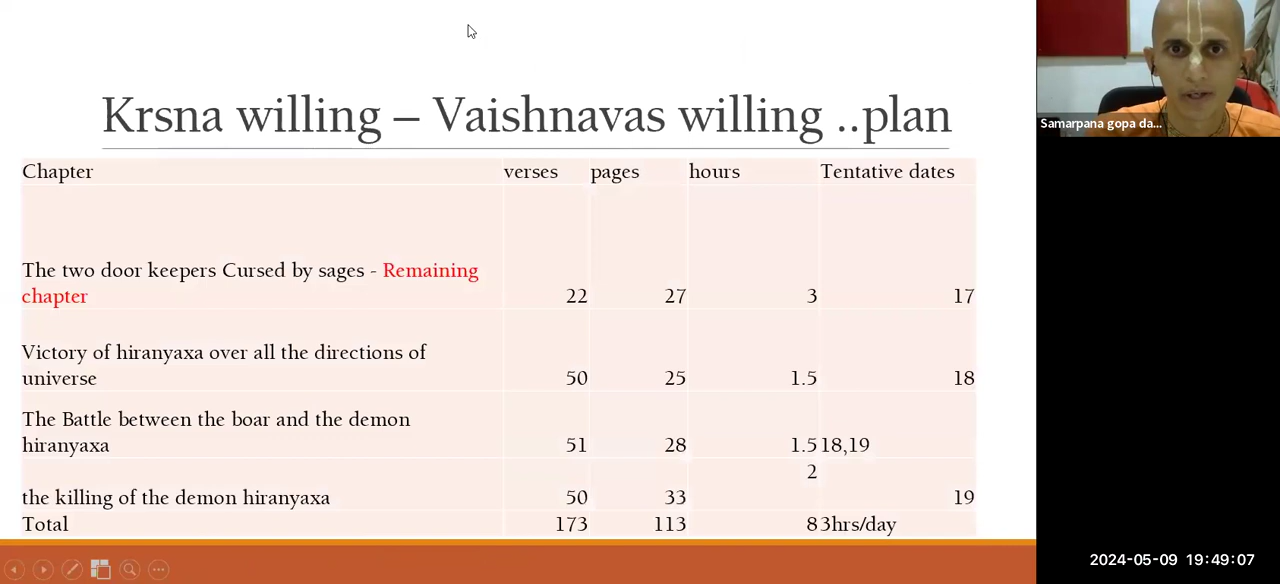 Krsna willing – Vaishnavas willing ..plan
Chapter verses pages hours Tentative dates
The two door keepers Cursed by sages - Remaining
chapter 22 27 3 17
Victory of hiranyaxa over all the directions of
universe 50 25 1.5 18
The Battle between the boar and the demon
hiranyaxa 51 28 1.5 18,19
2
the killing of the demon hiranyaxa 50 33 19
Total 173 113 8 3hrs/day
Samarpana gopa da...
2024-05-09 19:49:07